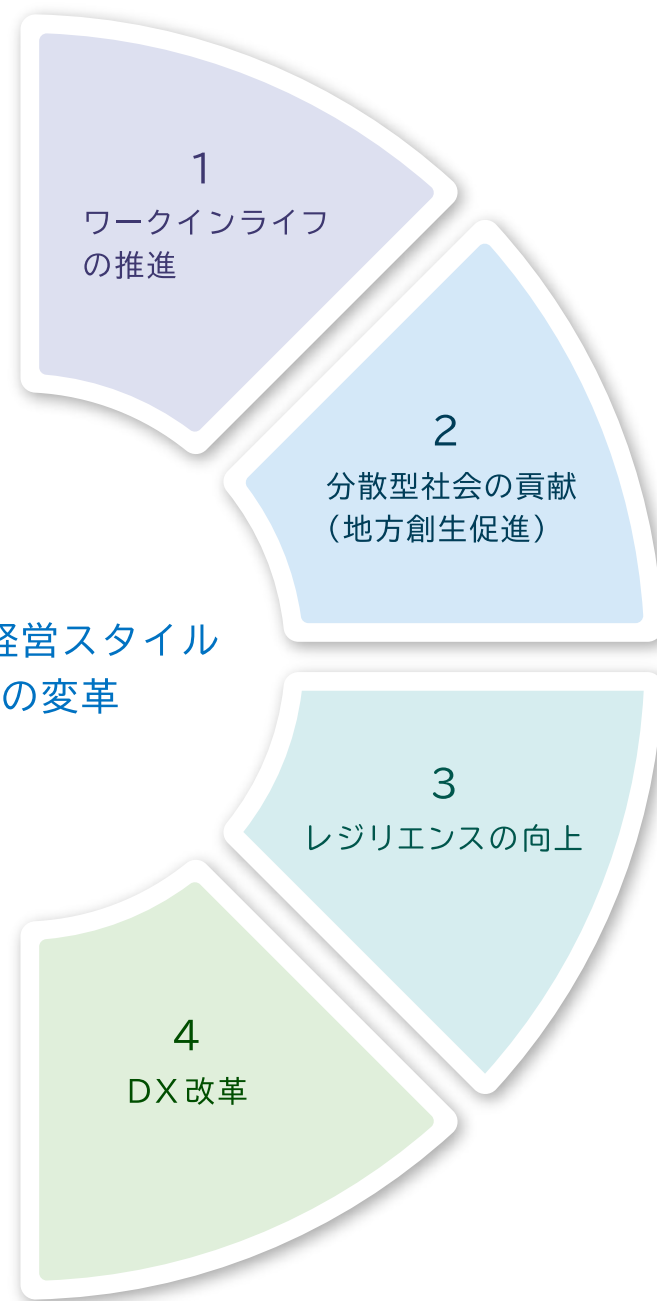 1
ワークインライフ
の推進
2
分散型社会の貢献
（地方創生促進）
経営スタイル
の変革
3
レジリエンスの向上
4
DX改革